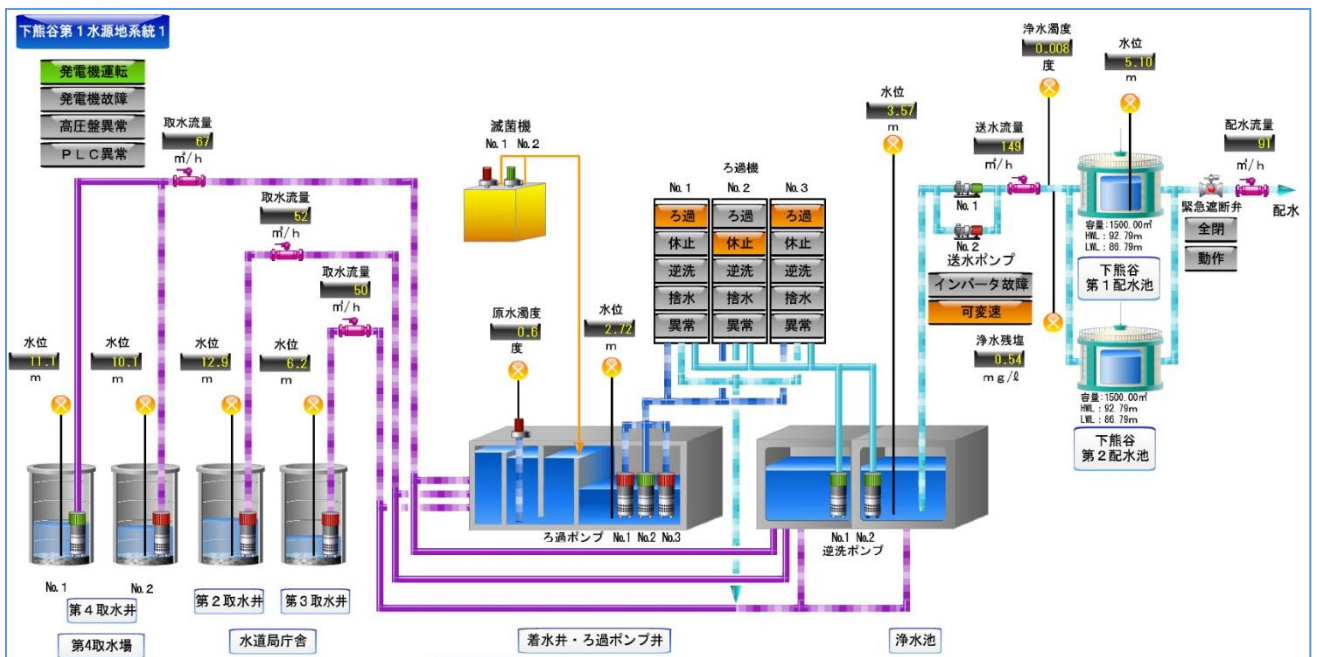 下熊谷第1水源地系統1
発電機運転
発電機故障
高圧盤異常
ＰＬＣ異常
取水流量
67
㎥/h
取水流量
52
㎥/h
取水流量
50
㎥/h
水位
11.1
m
水位
10.1
m
水位
12.9
m
水位
6.2
m
No.1
No.2
第４取水井
第２取水井
第３取水井
第4取水場
水道局庁舎
滅菌機
No.1 No.2
原水濁度
0.6
度
水位
2.72
m
ろ過機
No.1 No.2 No.3
ろ過 ろ過 ろ過
休止 休止 休止
逆洗 逆洗 逆洗
捨水 捨水 捨水
異常 異常 異常
ろ過ポンプ No.1 No.2 No.3
着水井・ろ過ポンプ井
水位
3.57
m
No.1 No.2
逆洗ポンプ
浄水池
浄水濁度
0.008
度
送水流量
149
㎥/h
No.1
No.2
送水ポンプ
インバータ故障
可変速
浄水残塩
0.54
ｍｇ/ℓ
水位
5.10
m
容量:1500.00㎥
HWL : 92.79m
LWL : 86.79m
下熊谷
第１配水池
容量:1500.00㎥
HWL : 92.79m
LWL : 86.79m
下熊谷
第２配水池
配水流量
91
㎥/h
緊急遮断弁
全閉
動作
配水